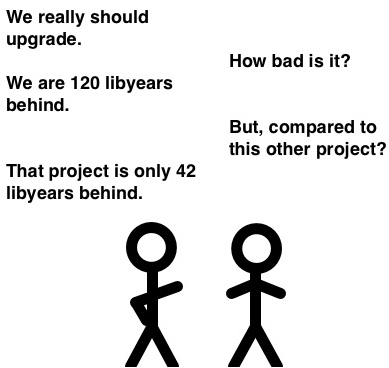 We really should
upgrade.
How bad is it?
We are 120 libyears
behind.
But, compared to
this other project?
That project is only 42
libyears behind.